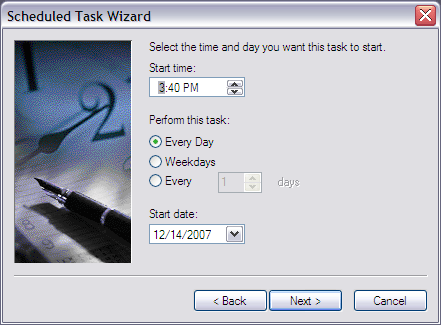 Scheduled Task Wizard
Select the time and day you want this task to start.
Start time:
3:40 PM
Perform this task:
Every Day
Weekdays
Every 1 days
Start date:
12/14/2007
< Back Next > Cancel
2